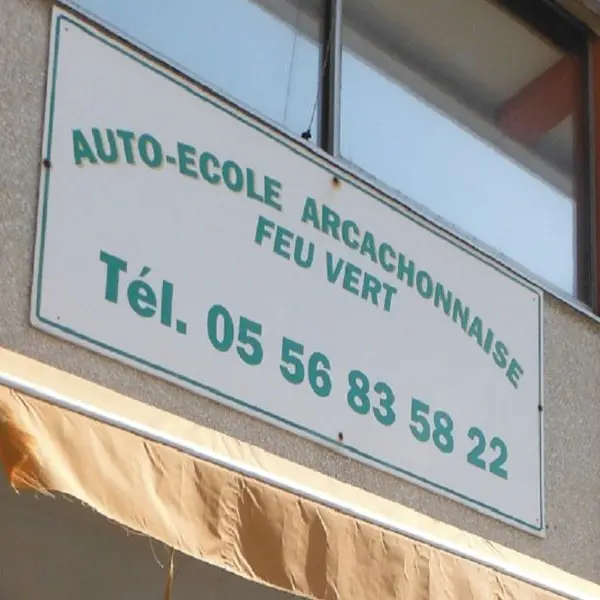 AUTO-ECOLE ARCACHONNAISE
FEU VERT
Tél. 05 56 83 58 22